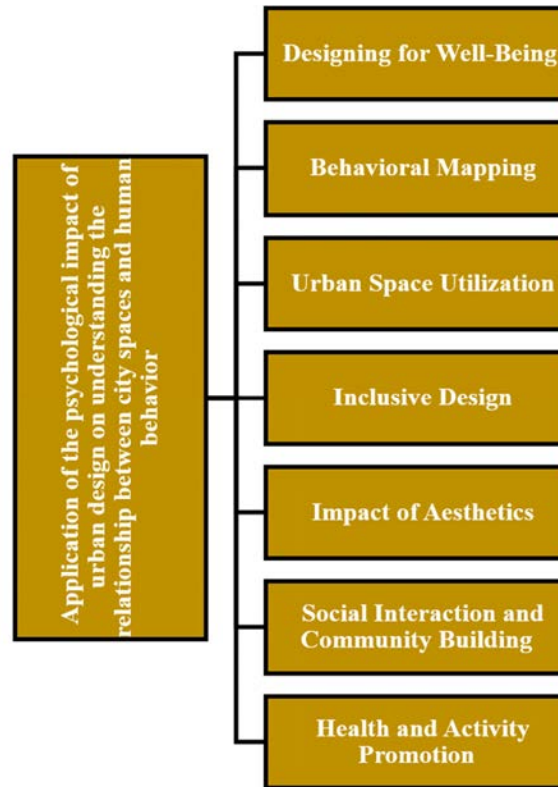 Application of the psychological impact of
urban design on understanding the
relationship between city spaces and human
behavior
Designing for Well-Being
Behavioral Mapping
Urban Space Utilization
Inclusive Design
Impact of Aesthetics
Social Interaction and
Community Building
Health and Activity
Promotion